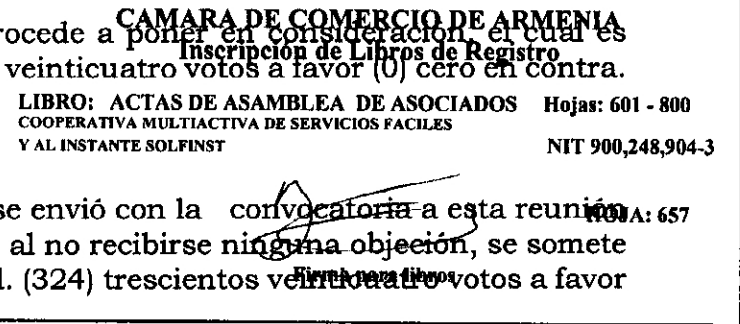 CAMARA DE COMERCIO DE ARMENIA
rocede a poner en consideración, el cual es
Inscripción de Libros de Registro
veinticuatro votos a favor (0) cero en contra.
LIBRO: ACTAS DE ASAMBLEA DE ASOCIADOS Hojas: 601 - 800
COOPERATIVA MULTIACTIVA DE SERVICIOS FACILES
Y AL INSTANTE SOLFINST NIT 900,248,904-3
se envió con la convocatoria a esta reunión
HOJA: 657
al no recibirse ninguna objeción, se somete
l. (324) trescientos veinticuatro votos a favor
Firma para libros